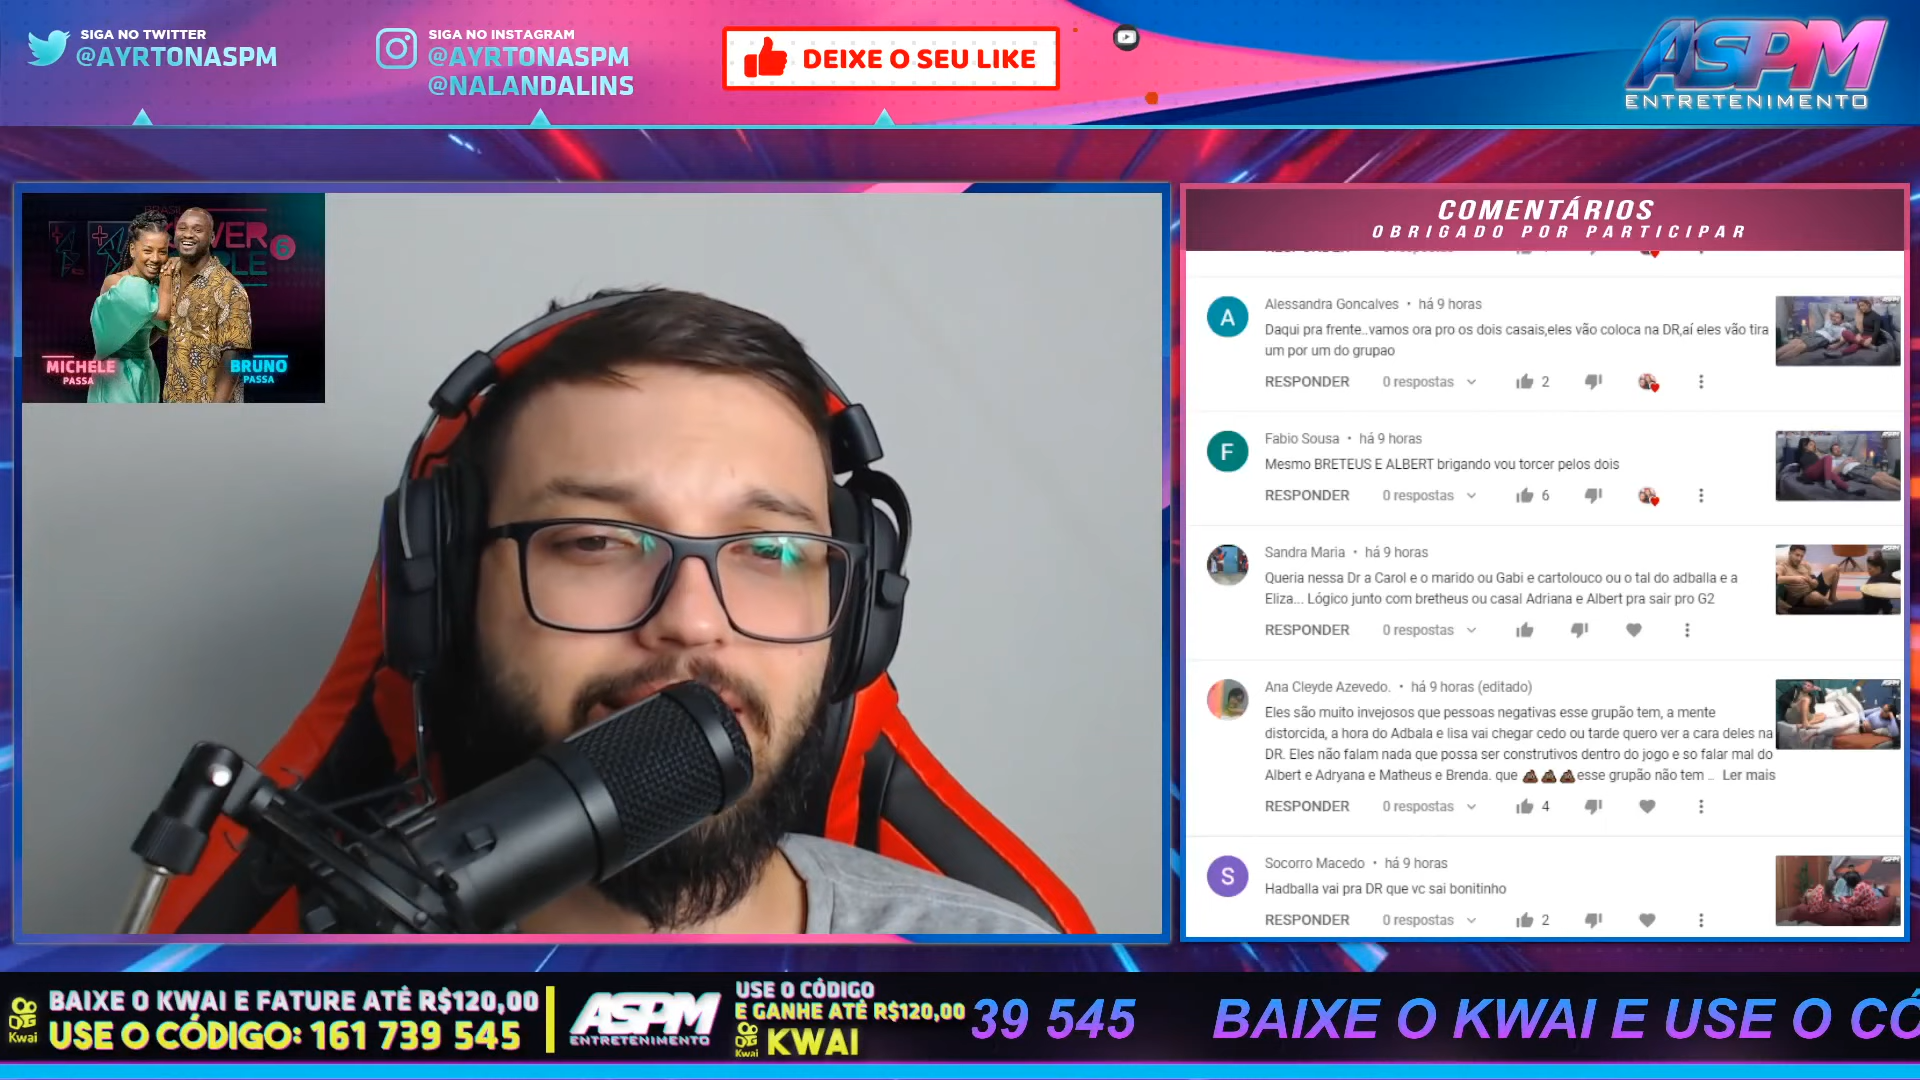 SIGA NO TWITTER
@AYRTONASPM
SIGA NO INSTAGRAM
@AYRTONASPM
@NALANDALINS
DEIXE O SEU LIKE
ASPM
ENTRETENIMENTO
MICHELE
PASSA
BRUNO
PASSA
COMENTÁRIOS
OBRIGADO POR PARTICIPAR
Alessandra Goncalves • há 9 horas
Daqui pra frente..vamos ora pro os dois casais,eles vão coloca na DR,aí eles vão tira
um por um do grupao
RESPONDER 0 respostas 2
Fabio Sousa • há 9 horas
Mesmo BRETEUS E ALBERT brigando vou torcer pelos dois
RESPONDER 0 respostas 6
Sandra Maria • há 9 horas
Queria nessa Dr a Carol e o marido ou Gabi e cartolouco ou o tal do adballa e a
Eliza... Lógico junto com bretheus ou casal Adriana e Albert pra sair pro G2
RESPONDER 0 respostas
Ana Cleyde Azevedo. • há 9 horas (editado)
Eles são muito invejosos que pessoas negativas esse grupão tem, a mente
distorcida, a hora do Adbala e lisa vai chegar cedo ou tarde quero ver a cara deles na
DR. Eles não falam nada que possa ser construtivos dentro do jogo e so falar mal do
Albert e Adryana e Matheus e Brenda. que 💩💩💩esse grupão não tem ... Ler mais
RESPONDER 0 respostas 4
Socorro Macedo • há 9 horas
Hadballa vai pra DR que vc sai bonitinho
RESPONDER 0 respostas 2
Kwai
BAIXE O KWAI E FATURE ATÉ R$120,00
USE O CÓDIGO: 161 739 545
ASPM
ENTRETENIMENTO
USE O CÓDIGO
E GANHE ATÉ R$120,00
Kwai
KWAI
39 545 BAIXE O KWAI E USE O CÓ